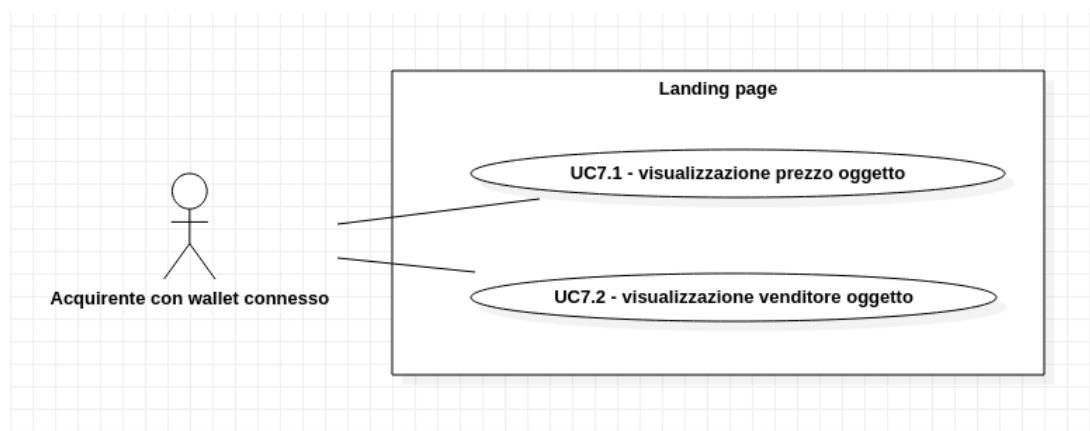 Landing page
UC7.1 - visualizzazione prezzo oggetto
Acquirente con wallet connesso
UC7.2 - visualizzazione venditore oggetto